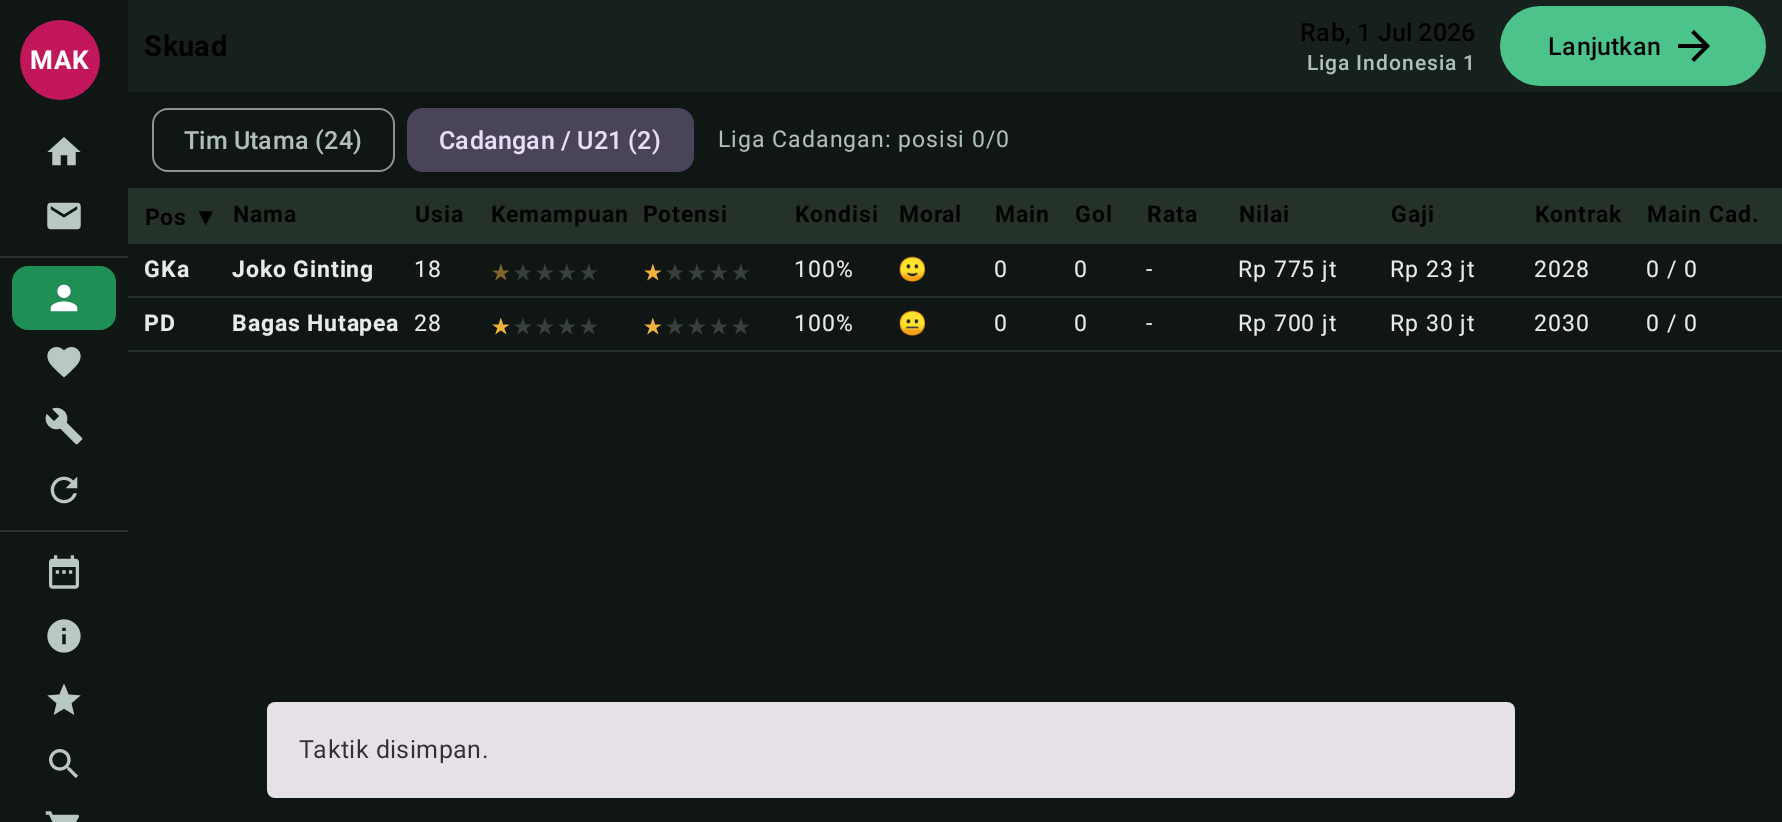 MAK
Skuad
Rab, 1 Jul 2026
Liga Indonesia 1
Lanjutkan
Tim Utama (24)
Cadangan / U21 (2)
Liga Cadangan: posisi 0/0
Pos ▼ Nama Usia Kemampuan Potensi Kondisi Moral Main Gol Rata Nilai Gaji Kontrak Main Cad.
GKa Joko Ginting 18 ★★★★★ ★★★★★ 100% 🙂 0 0 - Rp 775 jt Rp 23 jt 2028 0 / 0
PD Bagas Hutapea 28 ★★★★★ ★★★★★ 100% 😐 0 0 - Rp 700 jt Rp 30 jt 2030 0 / 0
Taktik disimpan.